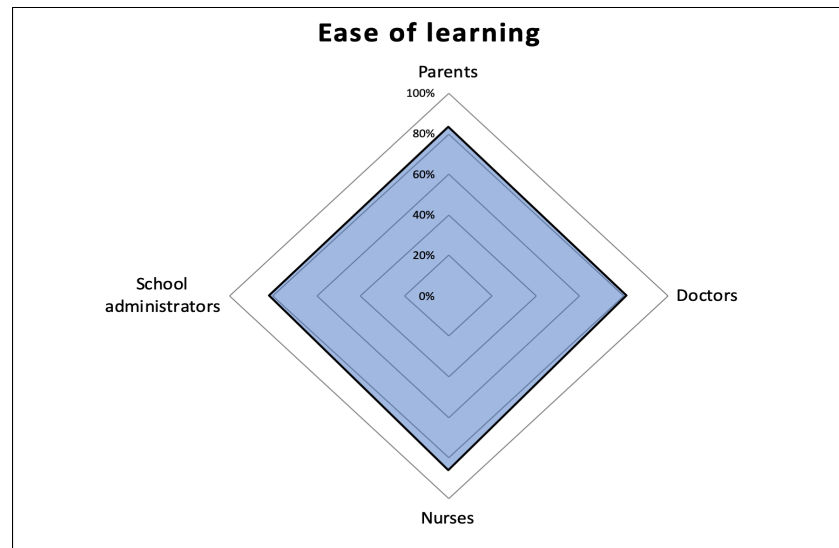 Ease of learning
Parents
100%
80%
60%
40%
20%
0%
School
administrators
Doctors
Nurses